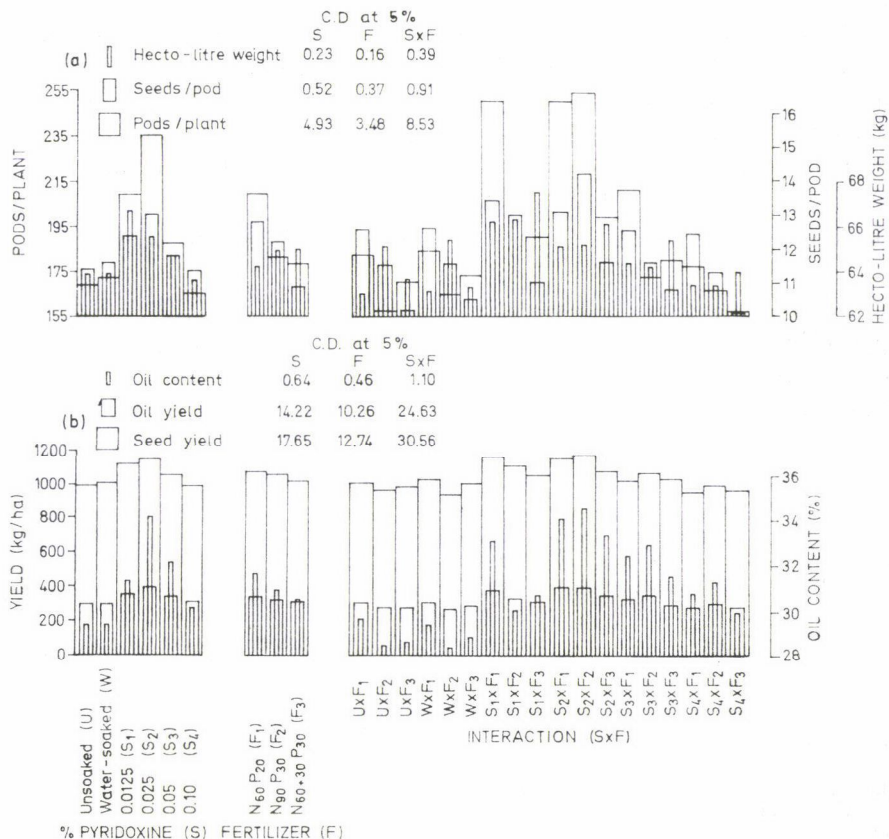 C.D at 5%
S F SxF
(a) Hecto-litre weight 0.23 0.16 0.39
Seeds/pod 0.52 0.37 0.91
Pods/plant 4.93 3.48 8.53
PODS/PLANT
255
235
215
195
175
155
SEEDS/POD
16
15
14
13
12
11
10
HECTO-LITRE WEIGHT (kg)
68
66
64
62
C.D. at 5%
S F SxF
Oil content 0.64 0.46 1.10
(b) Oil yield 14.22 10.26 24.63
Seed yield 17.65 12.74 30.56
YIELD (kg/ha)
1200
1000
800
600
400
200
0
OIL CONTENT (%)
36
34
31
30
28
Unsoaked (U)
Water-soaked (W)
0.0125 (S1)
0.025 (S2)
0.05 (S3)
0.10 (S4)
N60 P20 (F1)
N90 P30 (F2)
N60+30 P30 (F3)
UxF1
UxF2
UxF3
WxF1
WxF2
WxF3
S1xF1
S1xF2
S1xF3
S2xF1
S2xF2
S2xF3
S3xF1
S3xF2
S3xF3
S4xF1
S4xF2
S4xF3
INTERACTION (SxF)
% PYRIDOXINE (S) FERTILIZER (F)